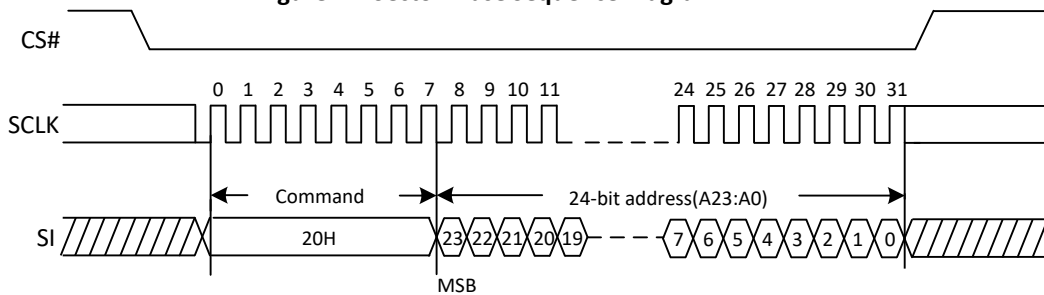 CS#
0 1 2 3 4 5 6 7 8 9 10 11 24 25 26 27 28 29 30 31
SCLK
Command 24-bit address(A23:A0)
SI 20H 23 22 21 20 19 7 6 5 4 3 2 1 0
MSB